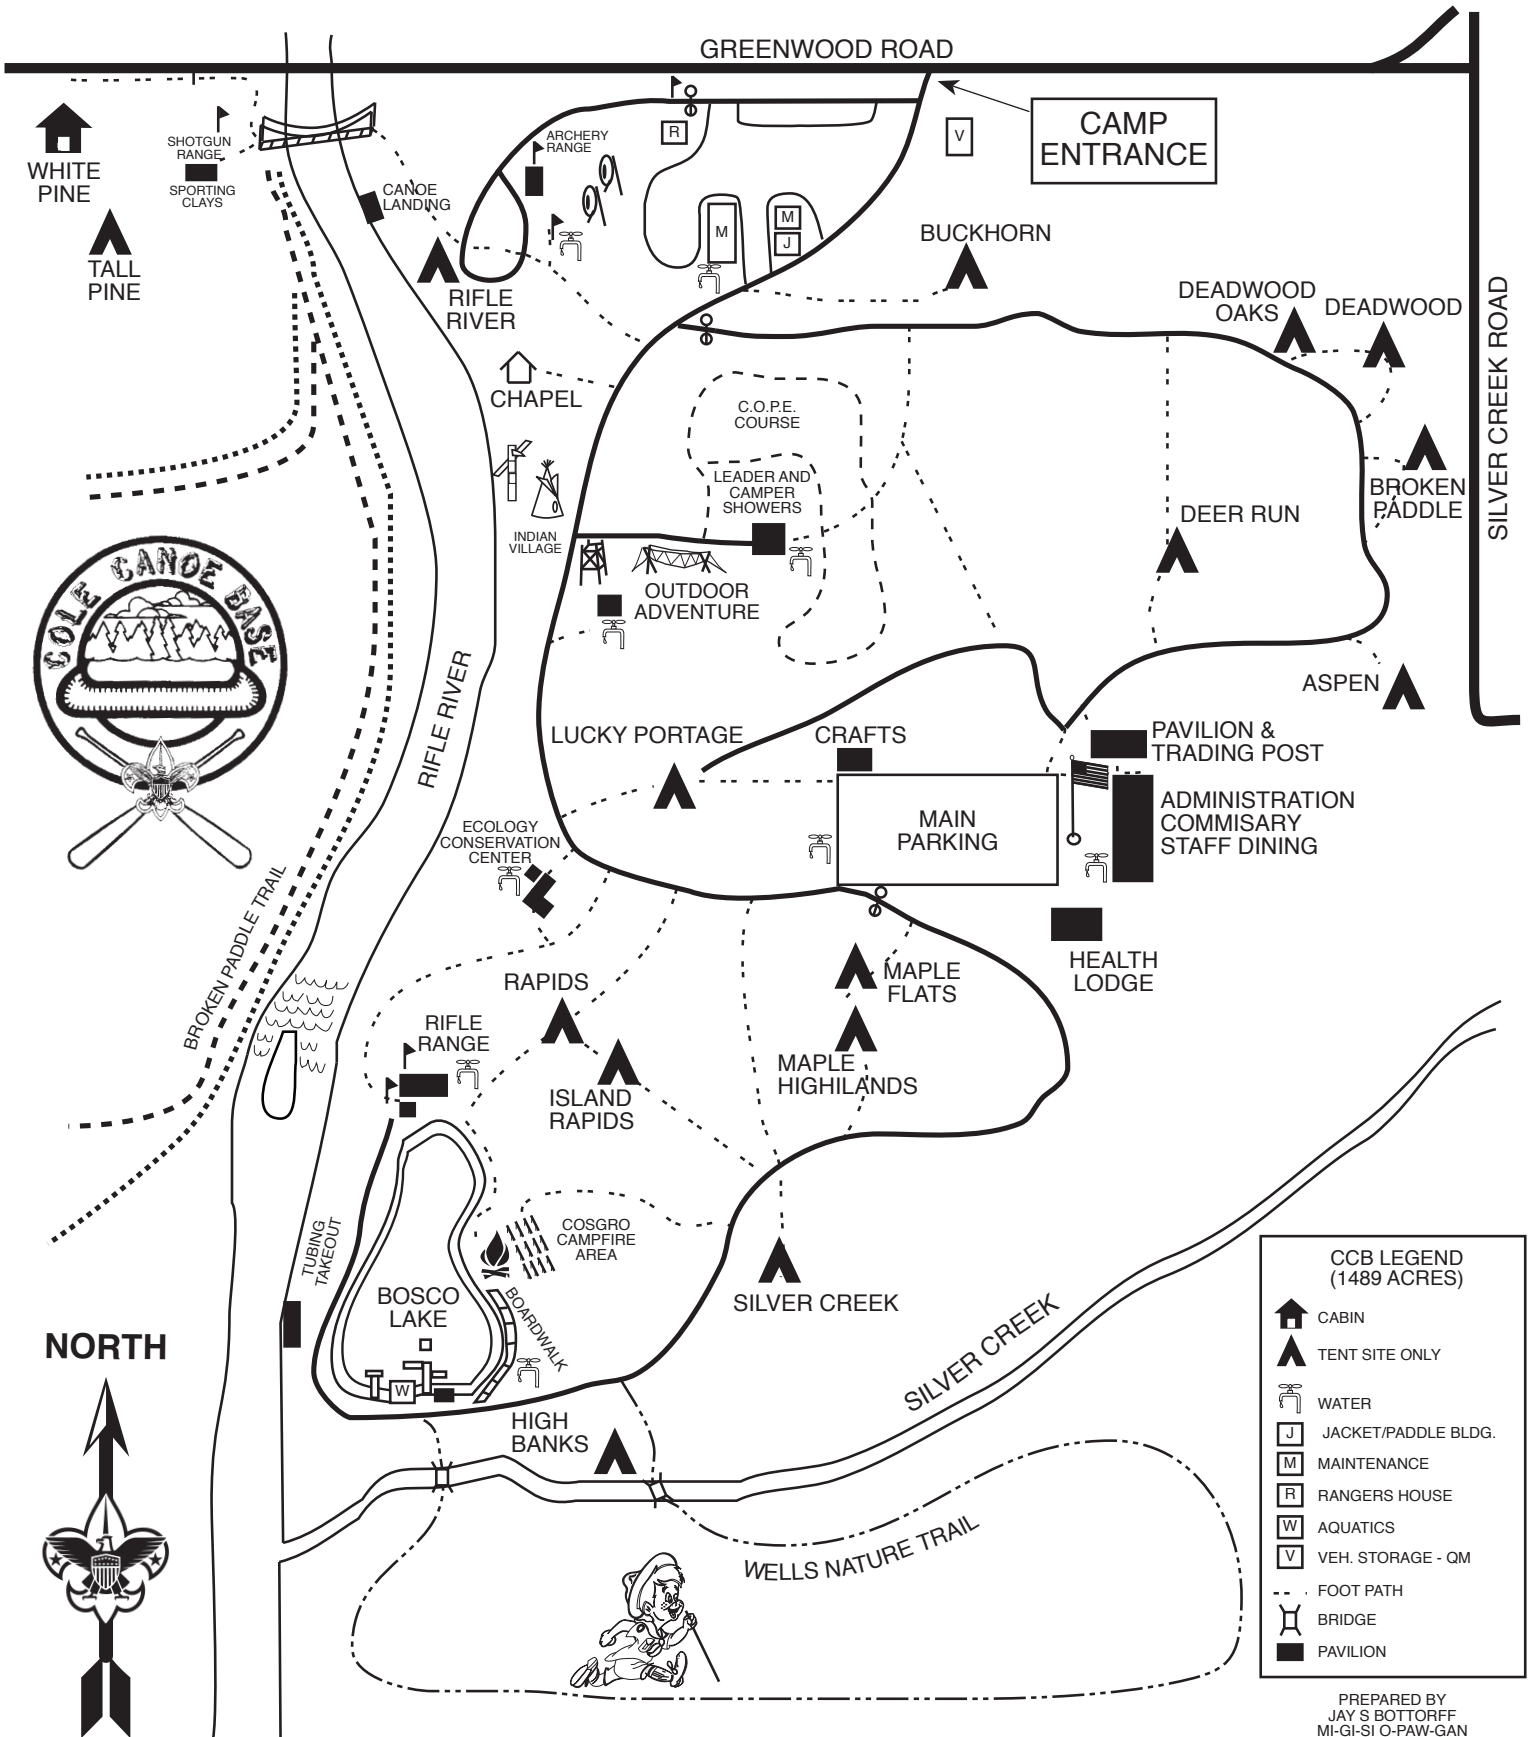 GREENWOOD ROAD
CAMP
ENTRANCE
SILVER CREEK ROAD
WHITE
PINE
SHOTGUN
RANGE
SPORTING
CLAYS
TALL
PINE
CANOE
LANDING
ARCHERY
RANGE
R
V
M
M
J
RIFLE
RIVER
BUCKHORN
DEADWOOD
OAKS
DEADWOOD
CHAPEL
C.O.P.E.
COURSE
LEADER AND
CAMPER
SHOWERS
BROKEN
PADDLE
DEER RUN
INDIAN
VILLAGE
OUTDOOR
ADVENTURE
COLE CANOE BASE
RIFLE RIVER
ASPEN
LUCKY PORTAGE
CRAFTS
PAVILION &
TRADING POST
MAIN
PARKING
ADMINISTRATION
COMMISARY
STAFF DINING
ECOLOGY
CONSERVATION
CENTER
BROKEN PADDLE TRAIL
HEALTH
LODGE
RAPIDS
MAPLE
FLATS
RIFLE
RANGE
MAPLE
HIGHILANDS
ISLAND
RAPIDS
TUBING
TAKEOUT
COSGRO
CAMPFIRE
AREA
BOSCO
LAKE
BOARDWALK
W
SILVER CREEK
SILVER CREEK
HIGH
BANKS
WELLS NATURE TRAIL
NORTH
CCB LEGEND
(1489 ACRES)
CABIN
TENT SITE ONLY
WATER
J JACKET/PADDLE BLDG.
M MAINTENANCE
R RANGERS HOUSE
W AQUATICS
V VEH. STORAGE - QM
FOOT PATH
BRIDGE
PAVILION
PREPARED BY
JAY S BOTTORFF
MI-GI-SI O-PAW-GAN